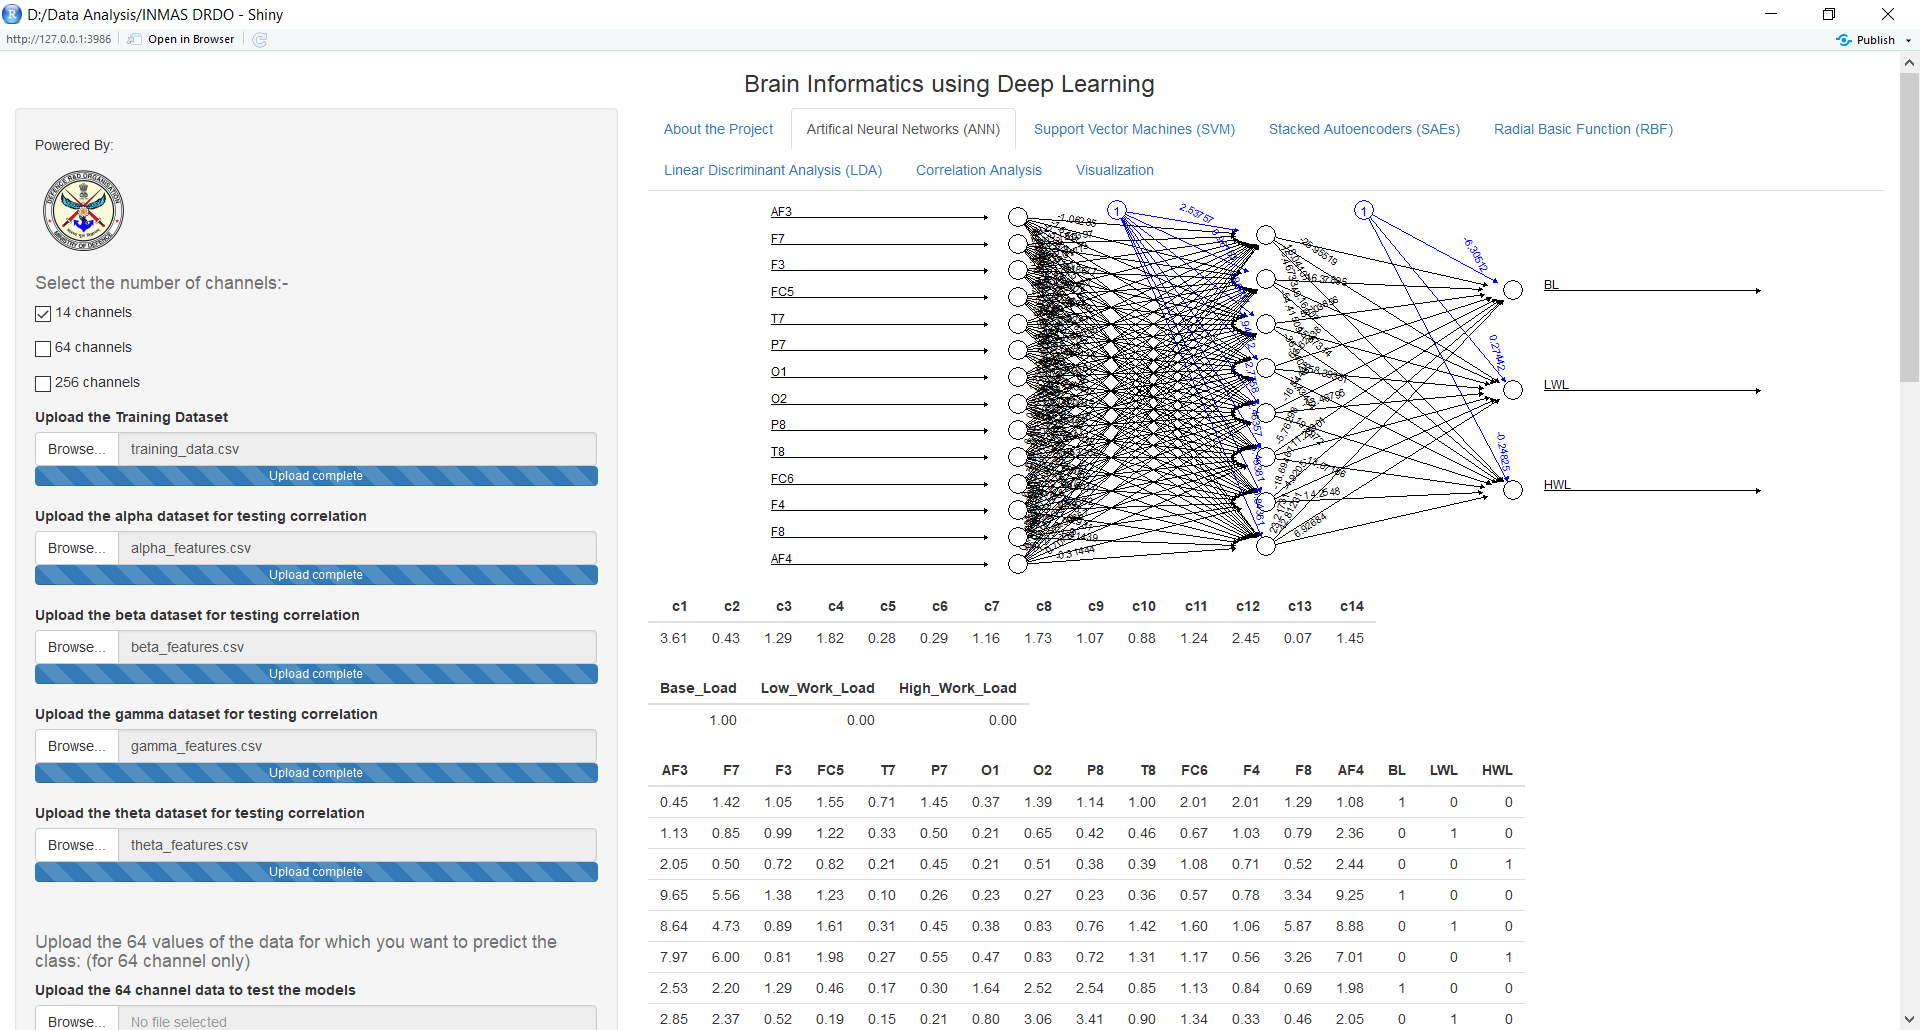 D:/Data Analysis/INMAS DRDO - Shiny
http://127.0.0.1:3986
Open in Browser
Publish
Brain Informatics using Deep Learning
Powered By:
DEFENCE R&D ORGANISATION
MINISTRY OF DEFENCE
Select the number of channels:-
14 channels
64 channels
256 channels
Upload the Training Dataset
Browse... training_data.csv
Upload complete
Upload the alpha dataset for testing correlation
Browse... alpha_features.csv
Upload complete
Upload the beta dataset for testing correlation
Browse... beta_features.csv
Upload complete
Upload the gamma dataset for testing correlation
Browse... gamma_features.csv
Upload complete
Upload the theta dataset for testing correlation
Browse... theta_features.csv
Upload complete
Upload the 64 values of the data for which you want to predict the
class: (for 64 channel only)
Upload the 64 channel data to test the models
Browse... No file selected
About the Project Artifical Neural Networks (ANN) Support Vector Machines (SVM) Stacked Autoencoders (SAEs) Radial Basic Function (RBF)
Linear Discriminant Analysis (LDA) Correlation Analysis Visualization
AF3
F7
F3
FC5
T7
P7
O1
O2
P8
T8
FC6
F4
F8
AF4
1
1
-1.06285
2.53757
-6.30512
0.27442
-0.24825
6.92684
-0.31444
BL
LWL
HWL
c1 c2 c3 c4 c5 c6 c7 c8 c9 c10 c11 c12 c13 c14
3.61 0.43 1.29 1.82 0.28 0.29 1.16 1.73 1.07 0.88 1.24 2.45 0.07 1.45
Base_Load Low_Work_Load High_Work_Load
1.00 0.00 0.00
AF3 F7 F3 FC5 T7 P7 O1 O2 P8 T8 FC6 F4 F8 AF4 BL LWL HWL
0.45 1.42 1.05 1.55 0.71 1.45 0.37 1.39 1.14 1.00 2.01 2.01 1.29 1.08 1 0 0
1.13 0.85 0.99 1.22 0.33 0.50 0.21 0.65 0.42 0.46 0.67 1.03 0.79 2.36 0 1 0
2.05 0.50 0.72 0.82 0.21 0.45 0.21 0.51 0.38 0.39 1.08 0.71 0.52 2.44 0 0 1
9.65 5.56 1.38 1.23 0.10 0.26 0.23 0.27 0.23 0.36 0.57 0.78 3.34 9.25 1 0 0
8.64 4.73 0.89 1.61 0.31 0.45 0.38 0.83 0.76 1.42 1.60 1.06 5.87 8.88 0 1 0
7.97 6.00 0.81 1.98 0.27 0.55 0.47 0.83 0.72 1.31 1.17 0.56 3.26 7.01 0 0 1
2.53 2.20 1.29 0.46 0.17 0.30 1.64 2.52 2.54 0.85 1.13 0.84 0.69 1.98 1 0 0
2.85 2.37 0.52 0.19 0.15 0.21 0.80 3.06 3.41 0.90 1.34 0.33 0.46 2.05 0 1 0